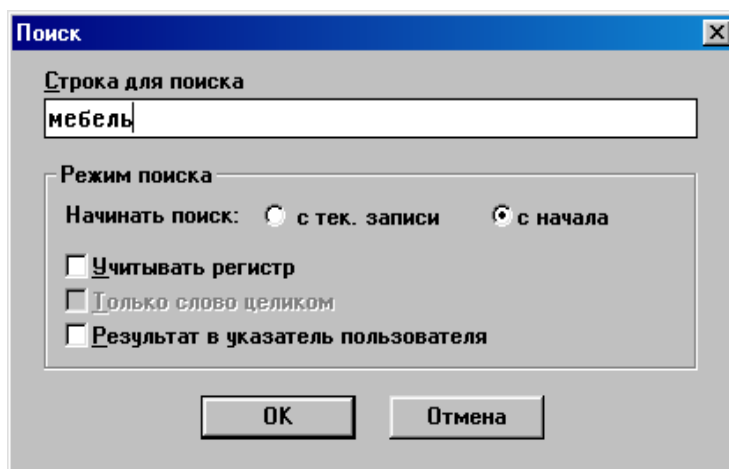 Поиск
Строка для поиска
мебель
Режим поиска
Начинать поиск: с тек. записи с начала
Учитывать регистр
Только слово целиком
Результат в указатель пользователя
OK Отмена